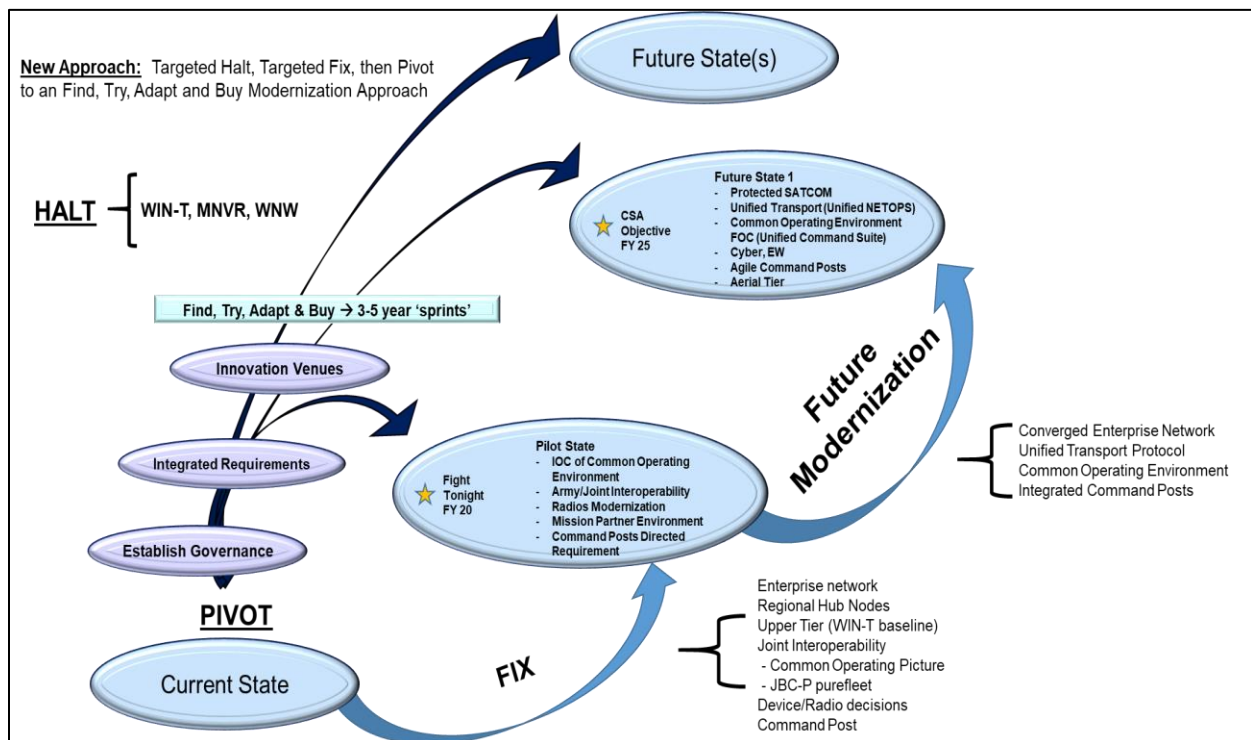 New Approach: Targeted Halt, Targeted Fix, then Pivot
to an Find, Try, Adapt and Buy Modernization Approach
Future State(s)
HALT
WIN-T, MNVR, WNW
CSA
Objective
FY 25
Future State 1
- Protected SATCOM
- Unified Transport (Unified NETOPS)
- Common Operating Environment
FOC (Unified Command Suite)
- Cyber, EW
- Agile Command Posts
- Aerial Tier
Find, Try, Adapt & Buy → 3-5 year ‘sprints’
Innovation Venues
Integrated Requirements
Establish Governance
PIVOT
Current State
FIX
Fight
Tonight
FY 20
Pilot State
- IOC of Common Operating
Environment
- Army/Joint Interoperability
- Radios Modernization
- Mission Partner Environment
- Command Posts Directed
Requirement
Future
Modernization
Converged Enterprise Network
Unified Transport Protocol
Common Operating Environment
Integrated Command Posts
Enterprise network
Regional Hub Nodes
Upper Tier (WIN-T baseline)
Joint Interoperability
- Common Operating Picture
- JBC-P purefleet
Device/Radio decisions
Command Post